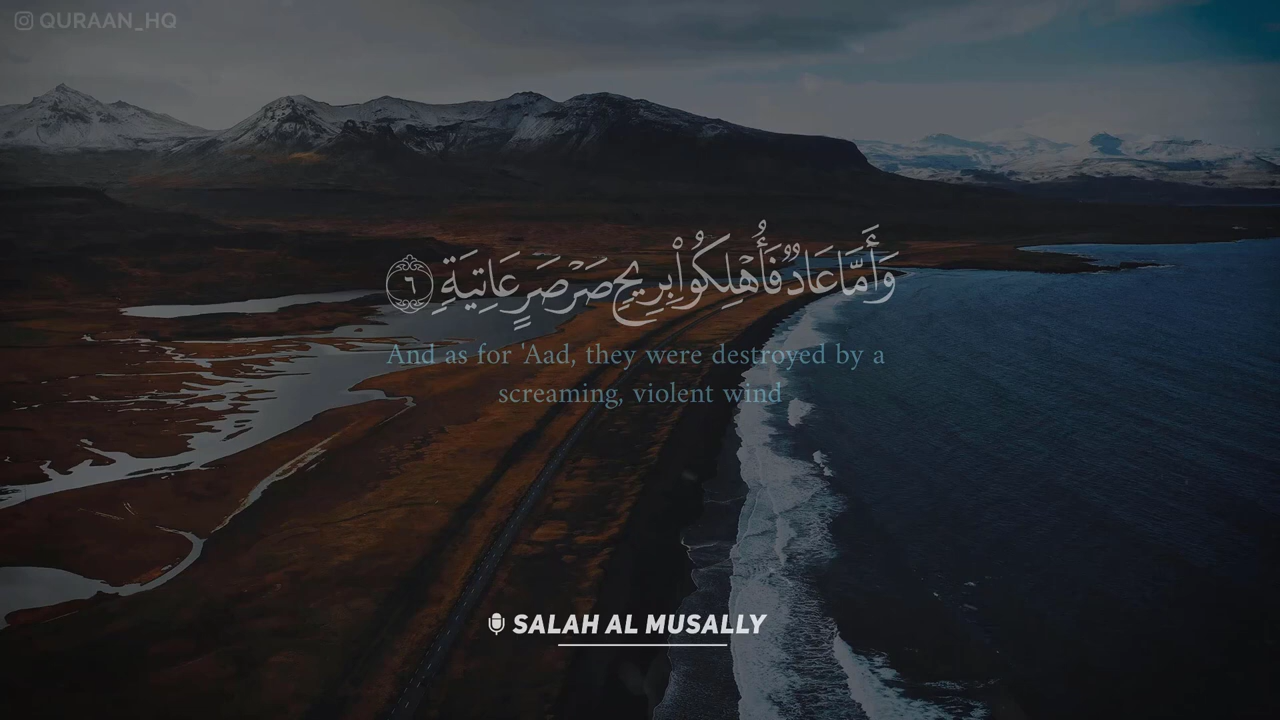 QURAAN_HQ
وَأَمَّا عَادٌ فَأُهْلِكُوا۟ بِرِيحٍ صَرْصَرٍ عَاتِيَةٍ ٦
And as for 'Aad, they were destroyed by a
screaming, violent wind
SALAH AL MUSALLY